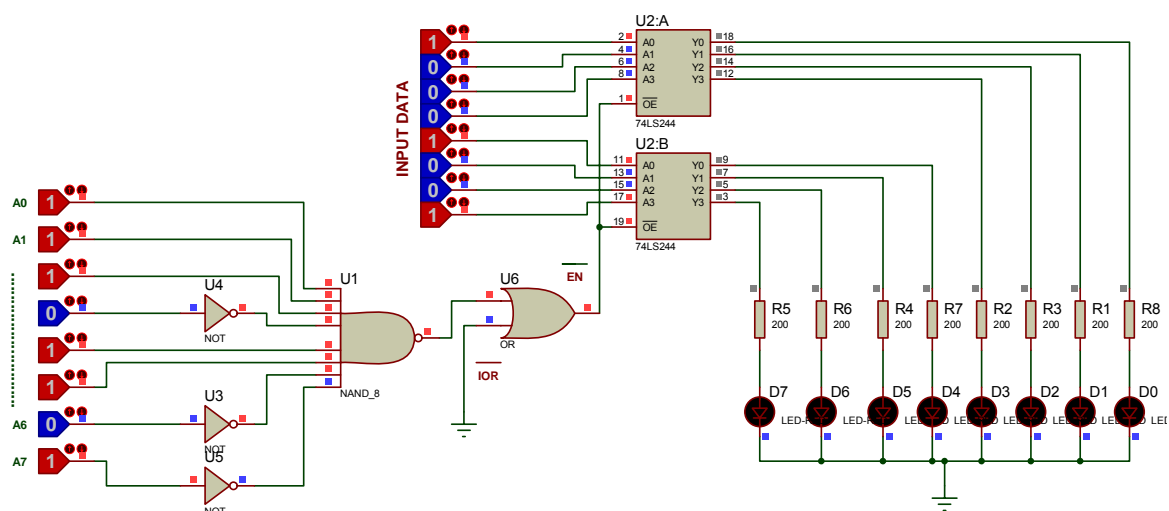 INPUT DATA
1
0
0
0
1
0
0
1
U2:A
2 A0 Y0 18
4 A1 Y1 16
6 A2 Y2 14
8 A3 Y3 12
1 OE
74LS244
U2:B
11 A0 Y0 9
13 A1 Y1 7
15 A2 Y2 5
17 A3 Y3 3
19 OE
74LS244
A0 1
A1 1
1
0
1
1
A6 0
A7 1
U4
NOT
U3
NOT
U5
NOT
U1
NAND_8
U6
OR
EN
IOR
R5 R6 R4 R7 R2 R3 R1 R8
200 200 200 200 200 200 200 200
D7 D6 D5 D4 D3 D2 D1 D0